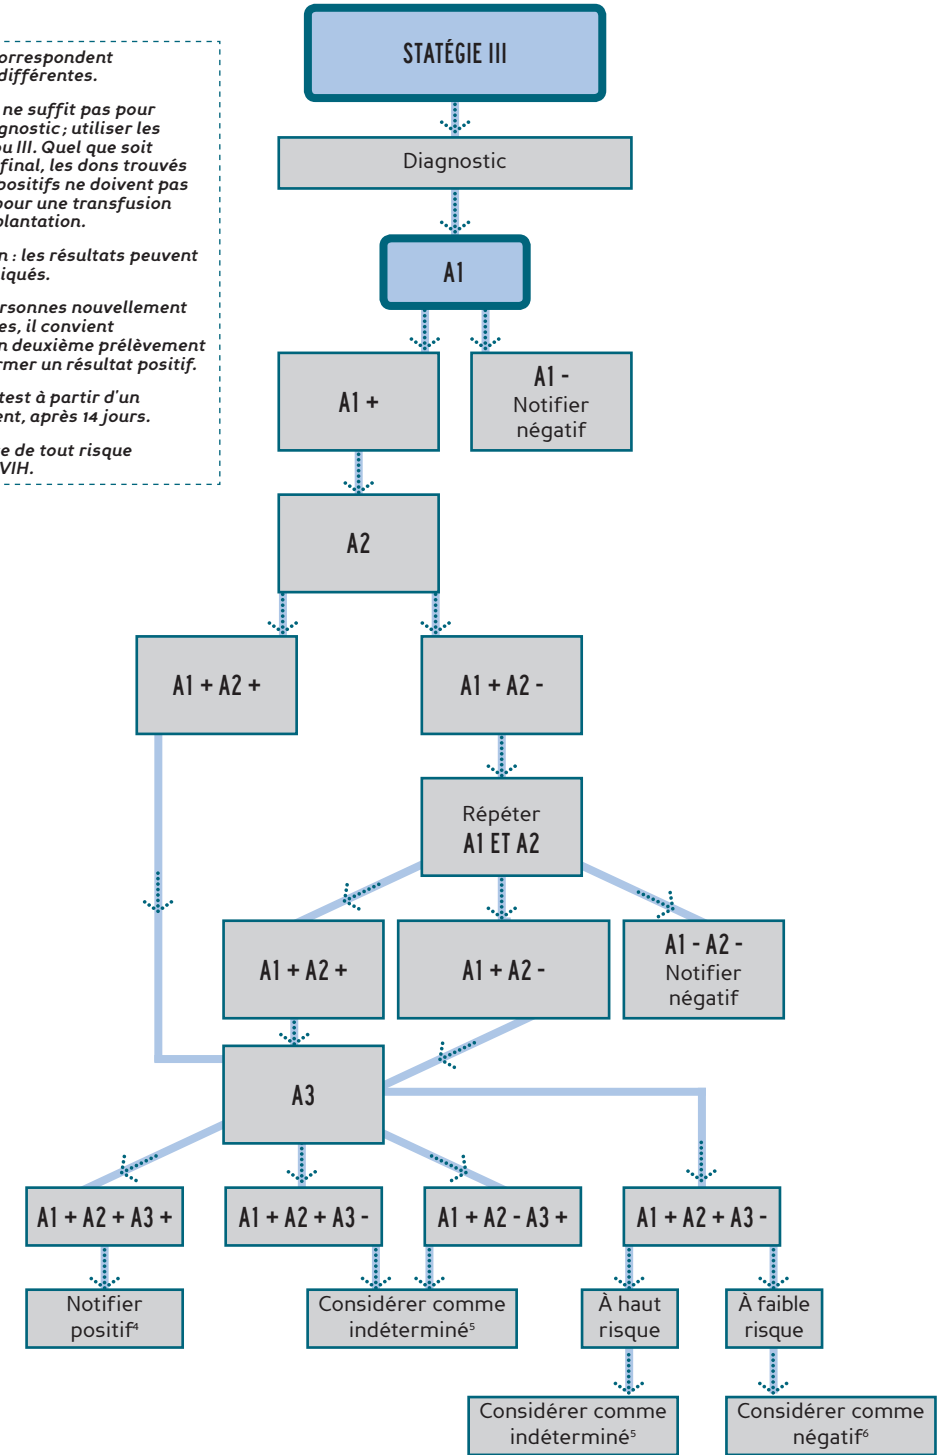 STATÉGIE III
orrespondent
différentes.
ne suffit pas pour
gnostic ; utiliser les
ou III. Quel que soit
final, les dons trouvés
positifs ne doivent pas
pour une transfusion
plantation.
n : les résultats peuvent
iqués.
rsonnes nouvellement
es, il convient
n deuxième prélèvement
rmer un résultat positif.
test à partir d'un
ent, après 14 jours.
e de tout risque
VIH.
Diagnostic
A1
A1 +
A1 -
Notifier
négatif
A2
A1 + A2 +
A1 + A2 -
Répéter
A1 ET A2
A1 + A2 +
A1 + A2 -
A1 - A2 -
Notifier
négatif
A3
A1 + A2 + A3 +
A1 + A2 + A3 -
A1 + A2 - A3 +
A1 + A2 + A3 -
Notifier
positif⁴
Considérer comme
indéterminé⁵
À haut
risque
À faible
risque
Considérer comme
indéterminé⁵
Considérer comme
négatif⁶